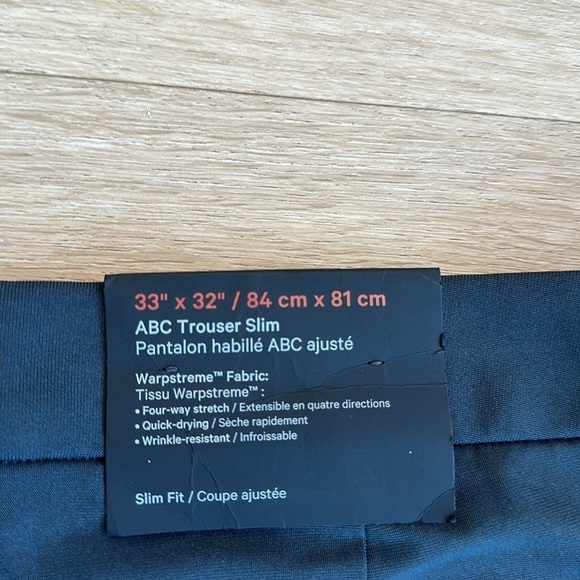 33" x 32" / 84 cm x 81 cm
ABC Trouser Slim
Pantalon habillé ABC ajusté
Warpstreme™ Fabric:
Tissu Warpstreme™ :
• Four-way stretch / Extensible en quatre directions
• Quick-drying / Sèche rapidement
• Wrinkle-resistant / Infroissable
Slim Fit / Coupe ajustée